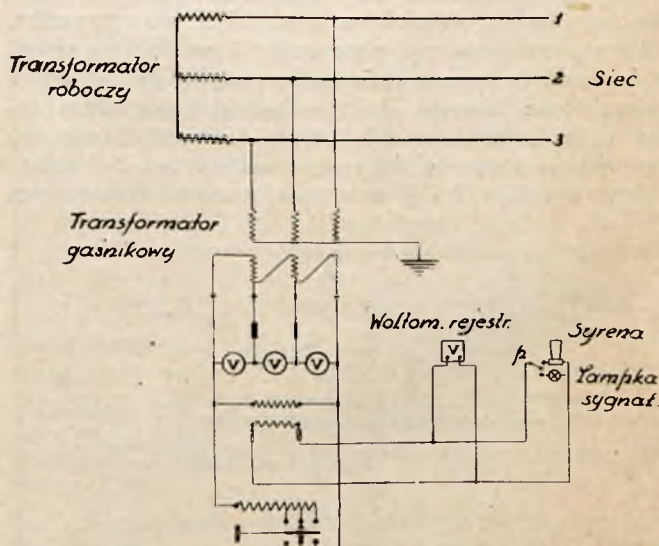 1
Transformator
roboczy
2 Sieć
3
Transformator
gaśnikowy
Woltom. rejestr.
V
Syrena
p
Lampka
sygnał.
V V V